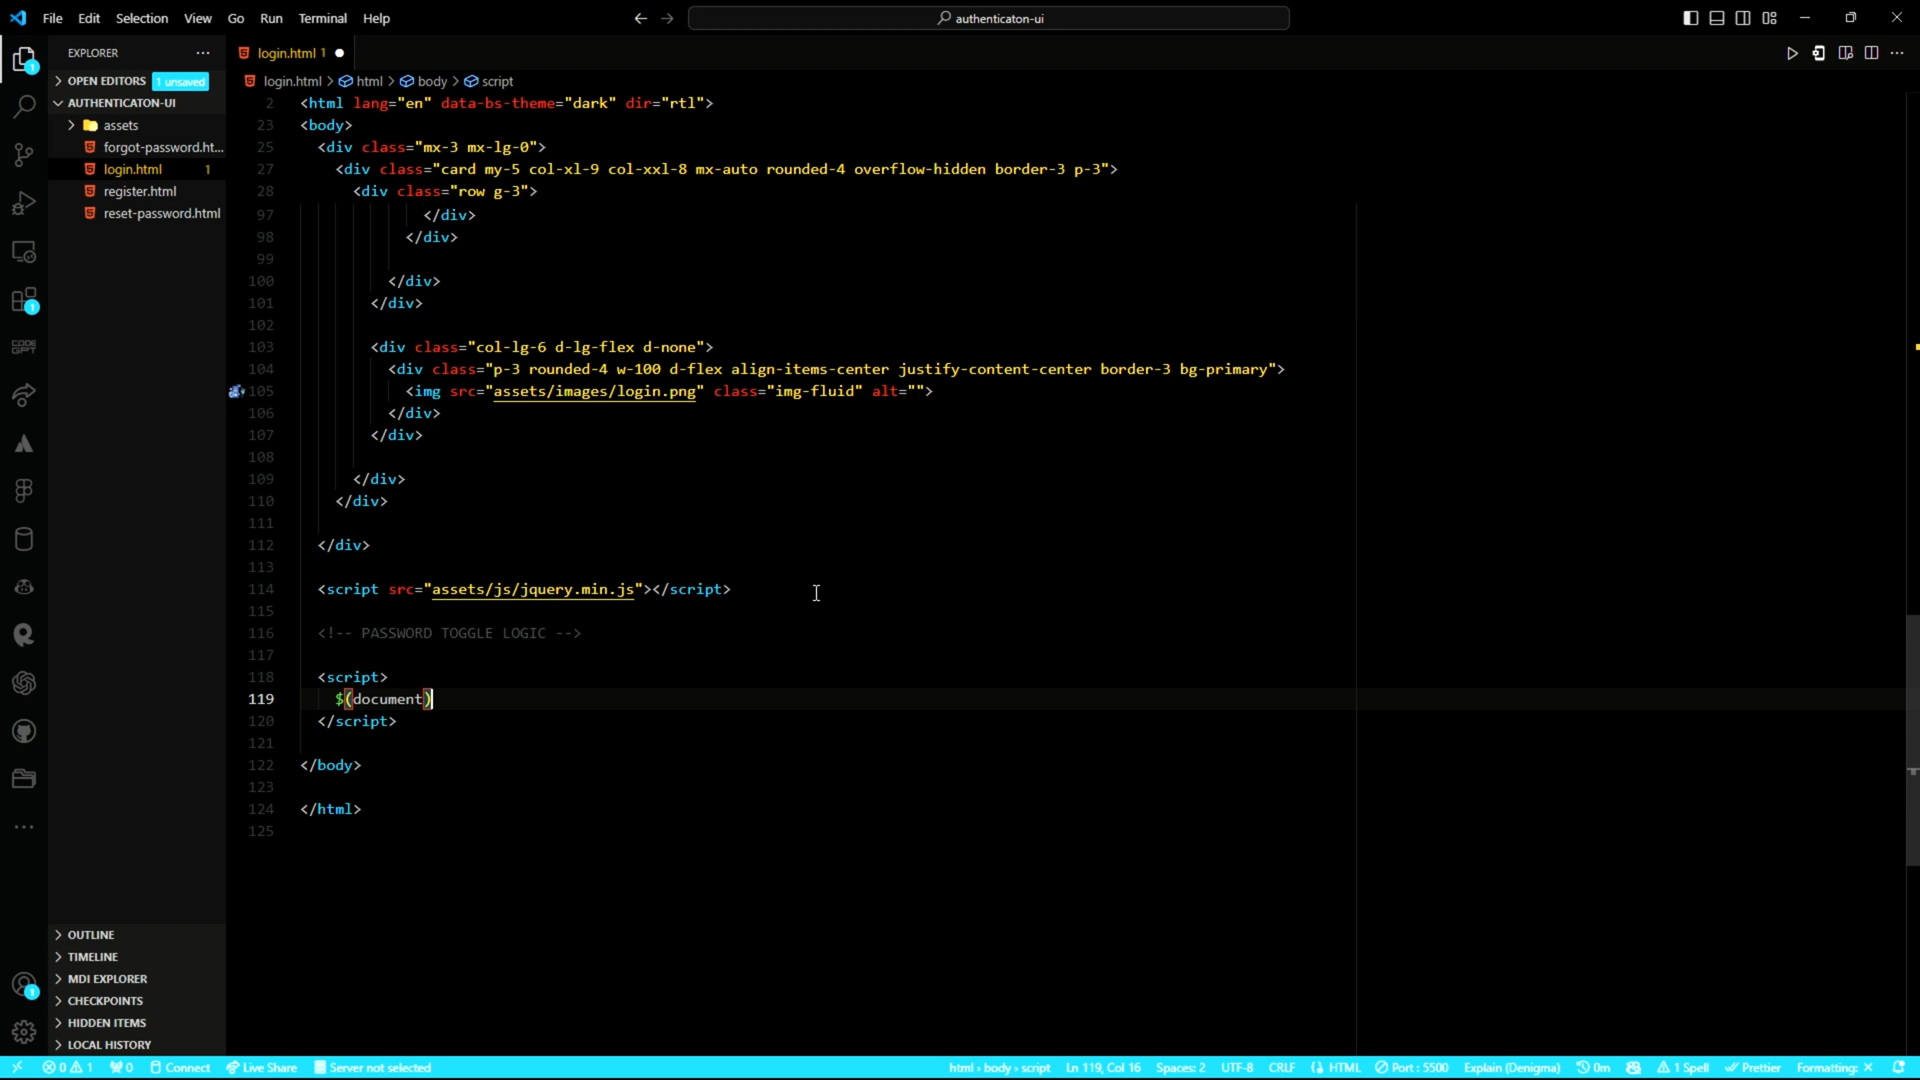 File Edit Selection View Go Run Terminal Help
authenticaton-ui
EXPLORER
OPEN EDITORS 1 unsaved
AUTHENTICATON-UI
assets
forgot-password.ht...
login.html 1
register.html
reset-password.html
OUTLINE
TIMELINE
MDI EXPLORER
CHECKPOINTS
HIDDEN ITEMS
LOCAL HISTORY
login.html 1
login.html > html > body > script
2 <html lang="en" data-bs-theme="dark" dir="rtl">
23 <body>
25 <div class="mx-3 mx-lg-0">
27 <div class="card my-5 col-xl-9 col-xxl-8 mx-auto rounded-4 overflow-hidden border-3 p-3">
28 <div class="row g-3">
97 </div>
98 </div>
99
100 </div>
101 </div>
102
103 <div class="col-lg-6 d-lg-flex d-none">
104 <div class="p-3 rounded-4 w-100 d-flex align-items-center justify-content-center border-3 bg-primary">
105 <img src="assets/images/login.png" class="img-fluid" alt="">
106 </div>
107 </div>
108
109 </div>
110 </div>
111
112 </div>
113
114 <script src="assets/js/jquery.min.js"></script>
115
116 <!-- PASSWORD TOGGLE LOGIC -->
117
118 <script>
119 $(document)
120 </script>
121
122 </body>
123
124 </html>
125
0 1 0 Connect Live Share Server not selected html > body > script Ln 119, Col 16 Spaces: 2 UTF-8 CRLF HTML Port : 5500 Explain (Denigma) 0m 1 Spell Prettier Formatting: ×